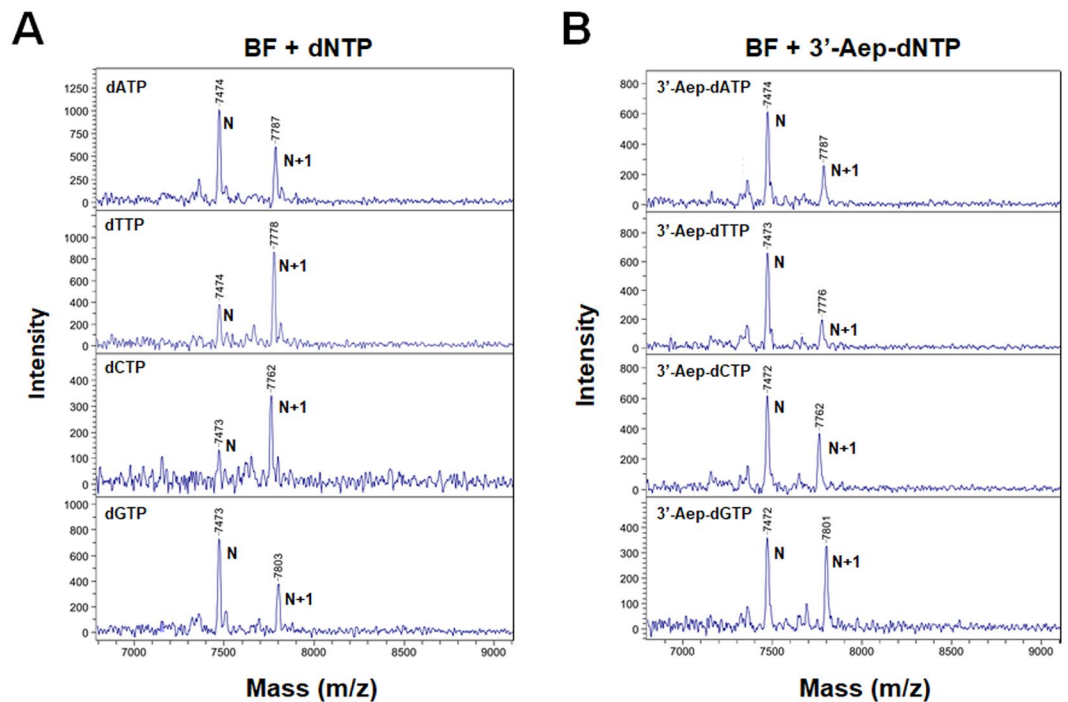 A
BF + dNTP
Intensity
dATP
1250
1000
750
500
250
0
7474
N
7787
N+1
dTTP
1000
800
600
400
200
0
7474
N
7778
N+1
dCTP
400
300
200
100
0
7473
N
7762
N+1
dGTP
1000
800
600
400
200
0
7473
N
7803
N+1
7000 7500 8000 8500 9000
Mass (m/z)
B
BF + 3’-Aep-dNTP
Intensity
3’-Aep-dATP
800
600
400
200
0
7474
N
7787
N+1
3’-Aep-dTTP
800
600
400
200
0
7473
N
7776
N+1
3’-Aep-dCTP
800
600
400
200
0
7472
N
7762
N+1
3’-Aep-dGTP
400
300
200
100
0
7472
N
7801
N+1
7000 7500 8000 8500 9000
Mass (m/z)